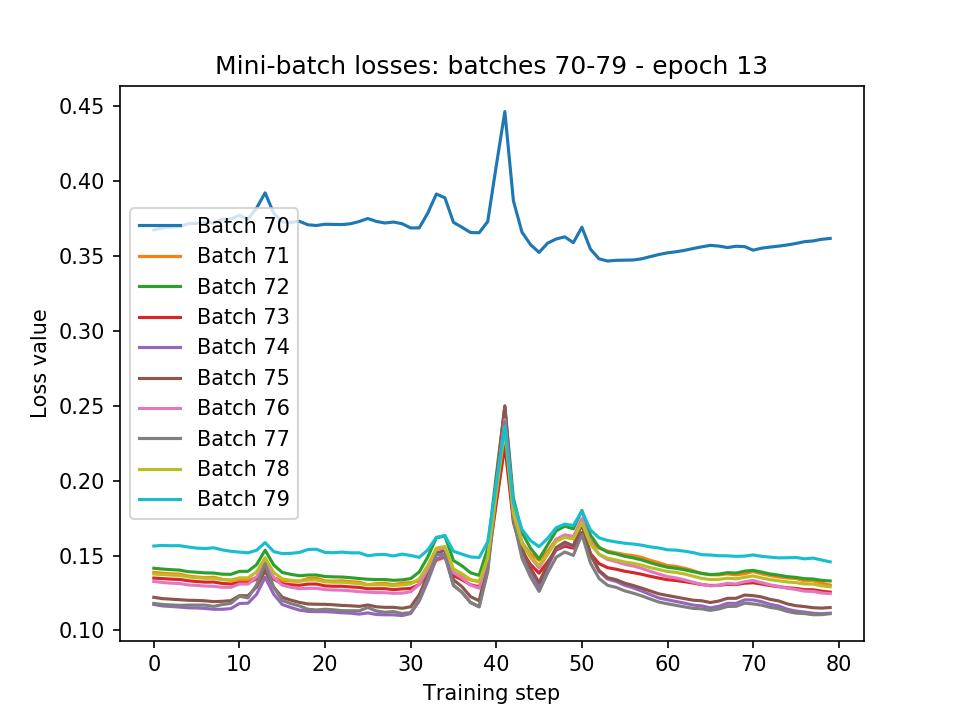 Mini-batch losses: batches 70-79 - epoch 13
0.45
0.40
0.35
0.30
0.25
0.20
0.15
0.10
Loss value
Batch 70
Batch 71
Batch 72
Batch 73
Batch 74
Batch 75
Batch 76
Batch 77
Batch 78
Batch 79
0 10 20 30 40 50 60 70 80
Training step